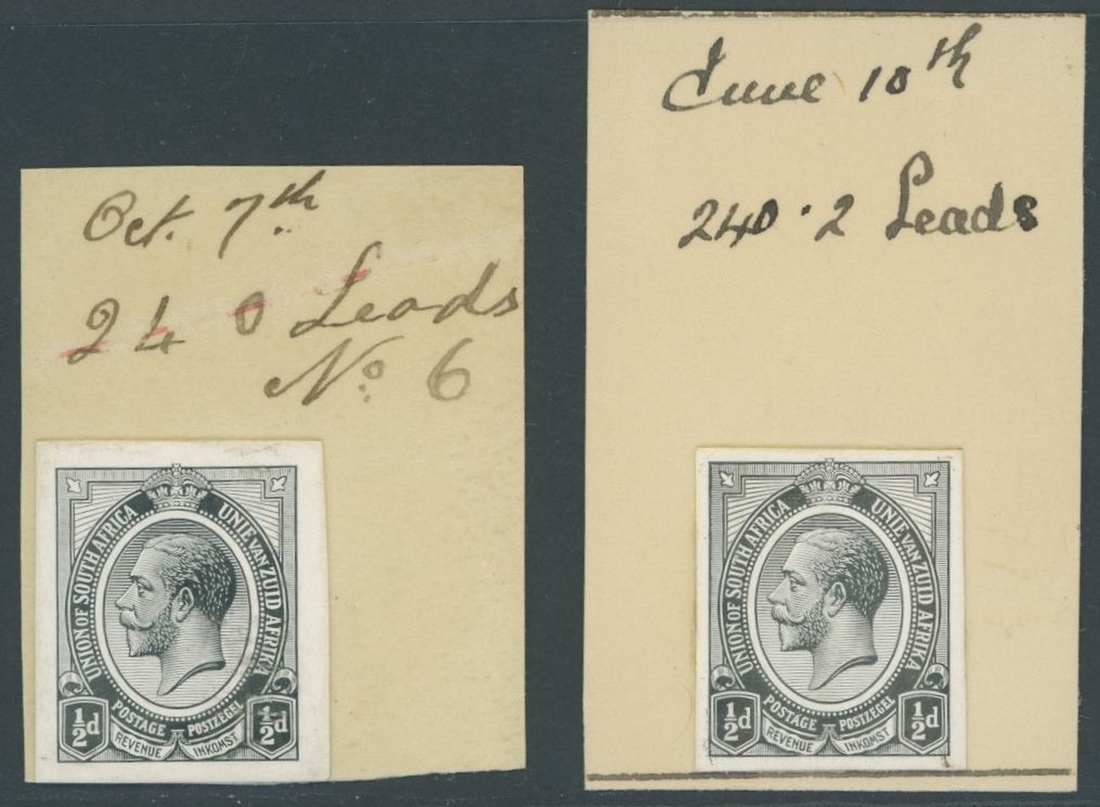 Oct. 7th
240 Leads
No 6
UNION OF SOUTH AFRICA
UNIE VAN ZUID AFRIKA
POSTAGE POSTZEGEL
REVENUE INKOMST
½d ½d
June 10th
240 · 2 Leads
UNION OF SOUTH AFRICA
UNIE VAN ZUID AFRIKA
POSTAGE POSTZEGEL
REVENUE INKOMST
½d ½d